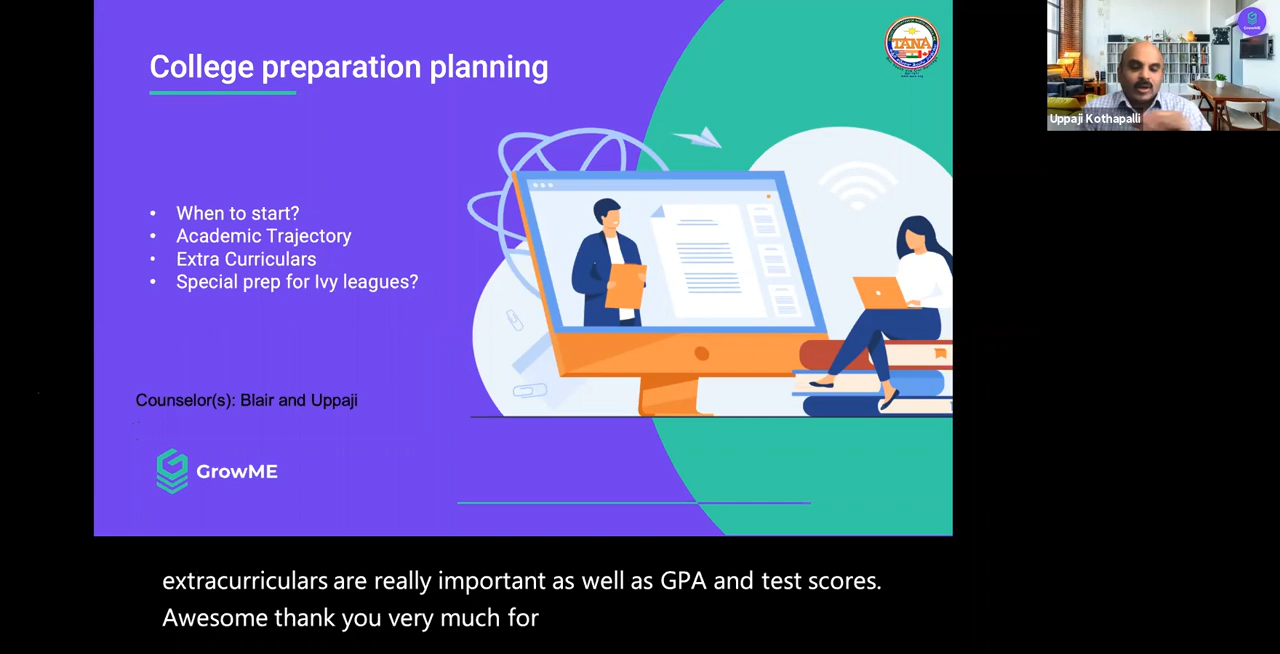 College preparation planning
TANA
Uppaji Kothapalli
• When to start?
• Academic Trajectory
• Extra Curriculars
• Special prep for Ivy leagues?
Counselor(s): Blair and Uppaji
GrowME
extracurriculars are really important as well as GPA and test scores.
Awesome thank you very much for